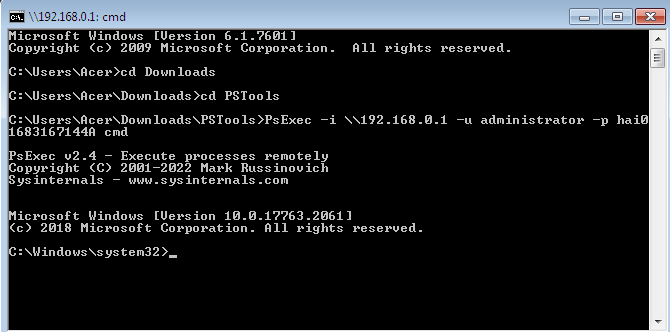 \\192.168.0.1: cmd
Microsoft Windows [Version 6.1.7601]
Copyright (c) 2009 Microsoft Corporation.  All rights reserved.
C:\Users\Acer>cd Downloads
C:\Users\Acer\Downloads>cd PSTools
C:\Users\Acer\Downloads\PSTools>PsExec -i \\192.168.0.1 -u administrator -p hai0
1683167144A cmd
PsExec v2.4 - Execute processes remotely
Copyright (C) 2001-2022 Mark Russinovich
Sysinternals - www.sysinternals.com
Microsoft Windows [Version 10.0.17763.2061]
(c) 2018 Microsoft Corporation. All rights reserved.
C:\Windows\system32>_